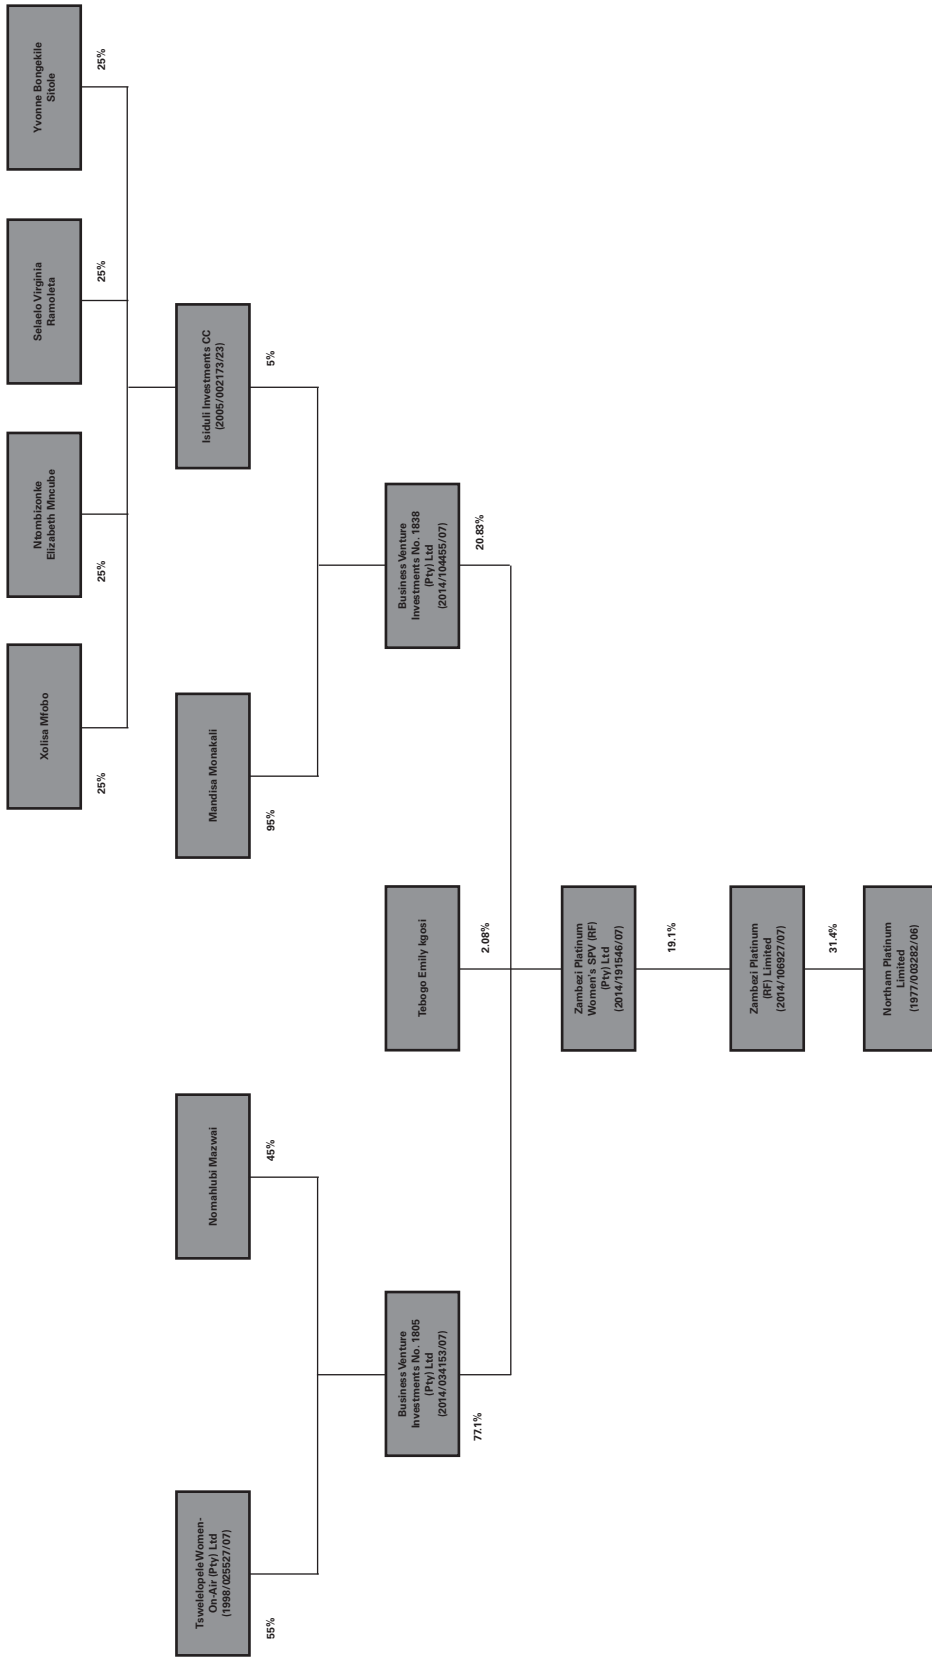 Xolisa Mfobo
25%
Ntombizonke
Elizabeth Mncube
25%
Selaelo Virginia
Ramoleta
25%
Yvonne Bongekile
Sitole
25%
Tswelelopele Women-
On-Air (Pty) Ltd
(1998/025527/07)
55%
Nomahlubi Mazwai
45%
Mandisa Monakali
95%
Isiduli Investments CC
(2005/002173/23)
5%
Business Venture
Investments No. 1805
(Pty) Ltd
(2014/034153/07)
77.1%
Tebogo Emily kgosi
2.08%
Business Venture
Investments No. 1838
(Pty) Ltd
(2014/104455/07)
20.83%
Zambezi Platinum
Women's SPV (RF)
(Pty) Ltd
(2014/191546/07)
19.1%
Zambezi Platinum
(RF) Limited
(2014/106927/07)
31.4%
Northam Platinum
Limited
(1977/003282/06)